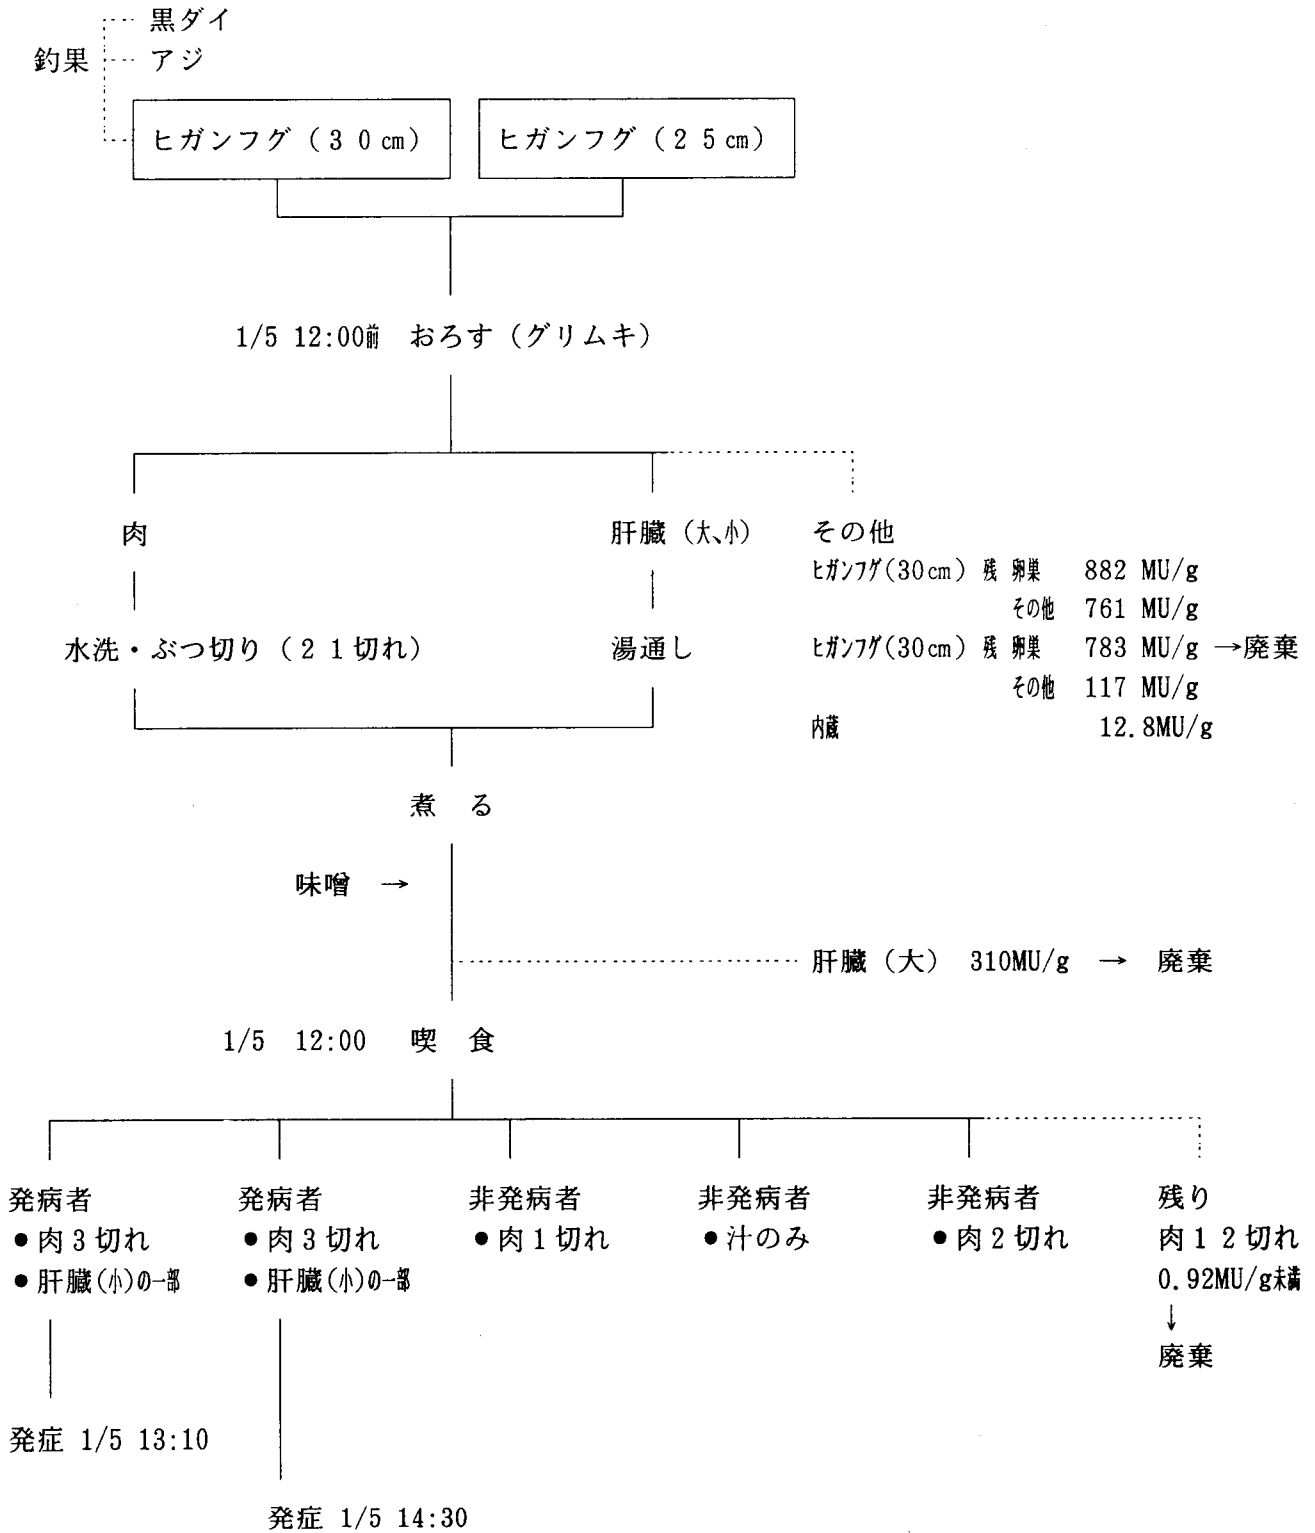 黒ダイ
釣果 アジ
ヒガンフグ(30㎝) ヒガンフグ(25㎝)
1/5 12:00前 おろす(グリムキ)
肉 肝臓(大、小) その他
ヒガンフグ(30㎝) 残 卵巣 882 MU/g
その他 761 MU/g
水洗・ぶつ切り(21切れ) 湯通し ヒガンフグ(30㎝) 残 卵巣 783 MU/g →廃棄
その他 117 MU/g
内蔵 12.8MU/g
煮 る
味噌 →
肝臓(大) 310MU/g → 廃棄
1/5 12:00 喫 食
発病者 発病者 非発病者 非発病者 非発病者 残り
●肉3切れ ●肉3切れ ●肉1切れ ●汁のみ ●肉2切れ 肉12切れ
●肝臓(小)の一部 ●肝臓(小)の一部 0.92MU/g未満
↓
廃棄
発症 1/5 13:10
発症 1/5 14:30